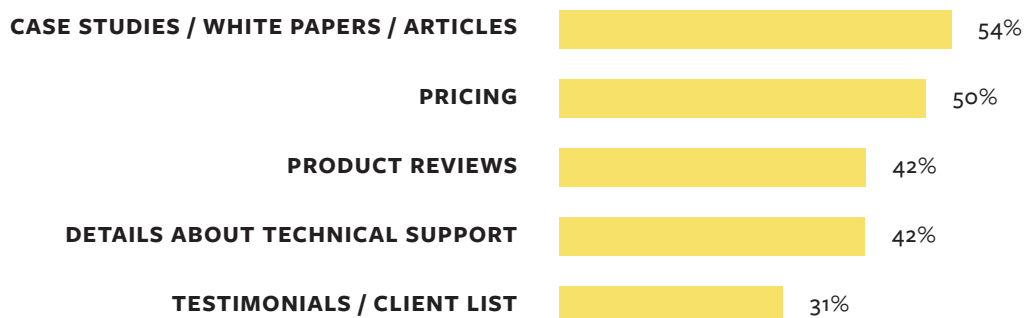 CASE STUDIES / WHITE PAPERS / ARTICLES 54%
PRICING 50%
PRODUCT REVIEWS 42%
DETAILS ABOUT TECHNICAL SUPPORT 42%
TESTIMONIALS / CLIENT LIST 31%